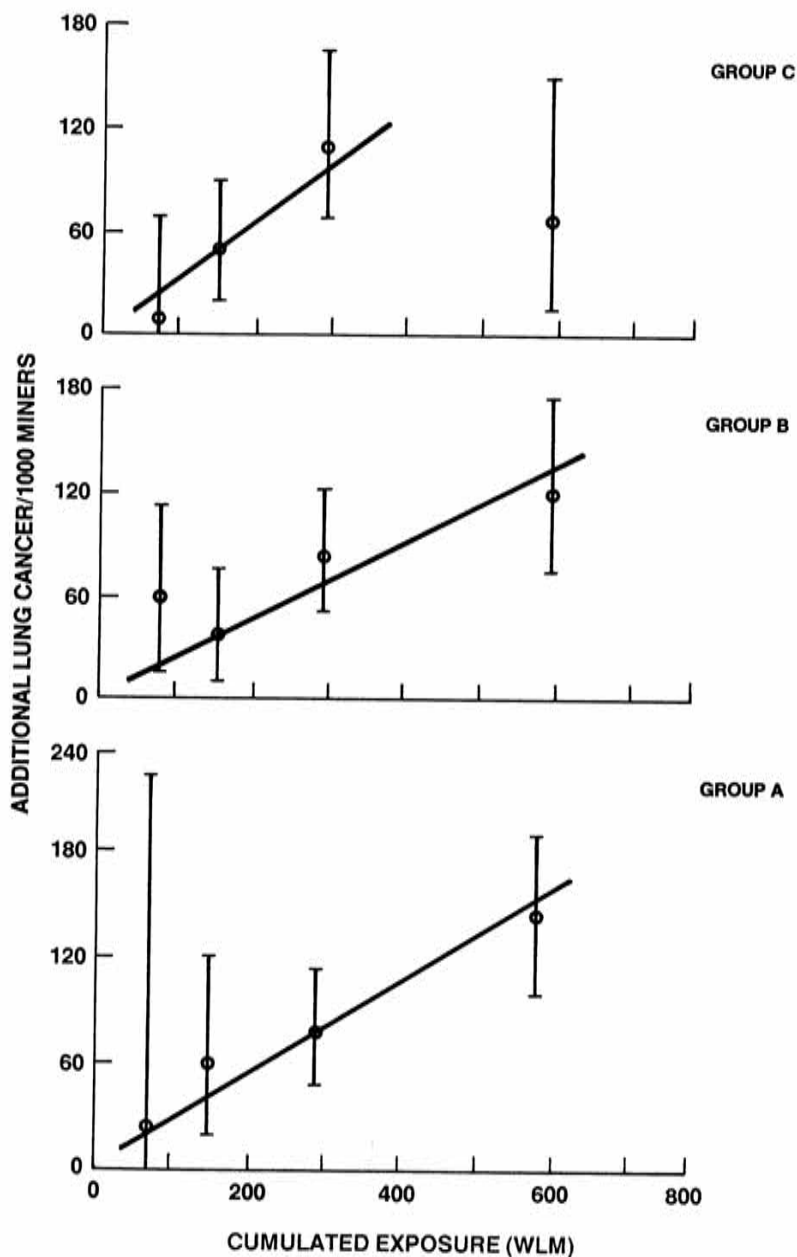 180
120
60
0
GROUP C
180
120
60
0
GROUP B
ADDITIONAL LUNG CANCER/1000 MINERS
240
180
120
60
0
GROUP A
0 200 400 600 800
CUMULATED EXPOSURE (WLM)